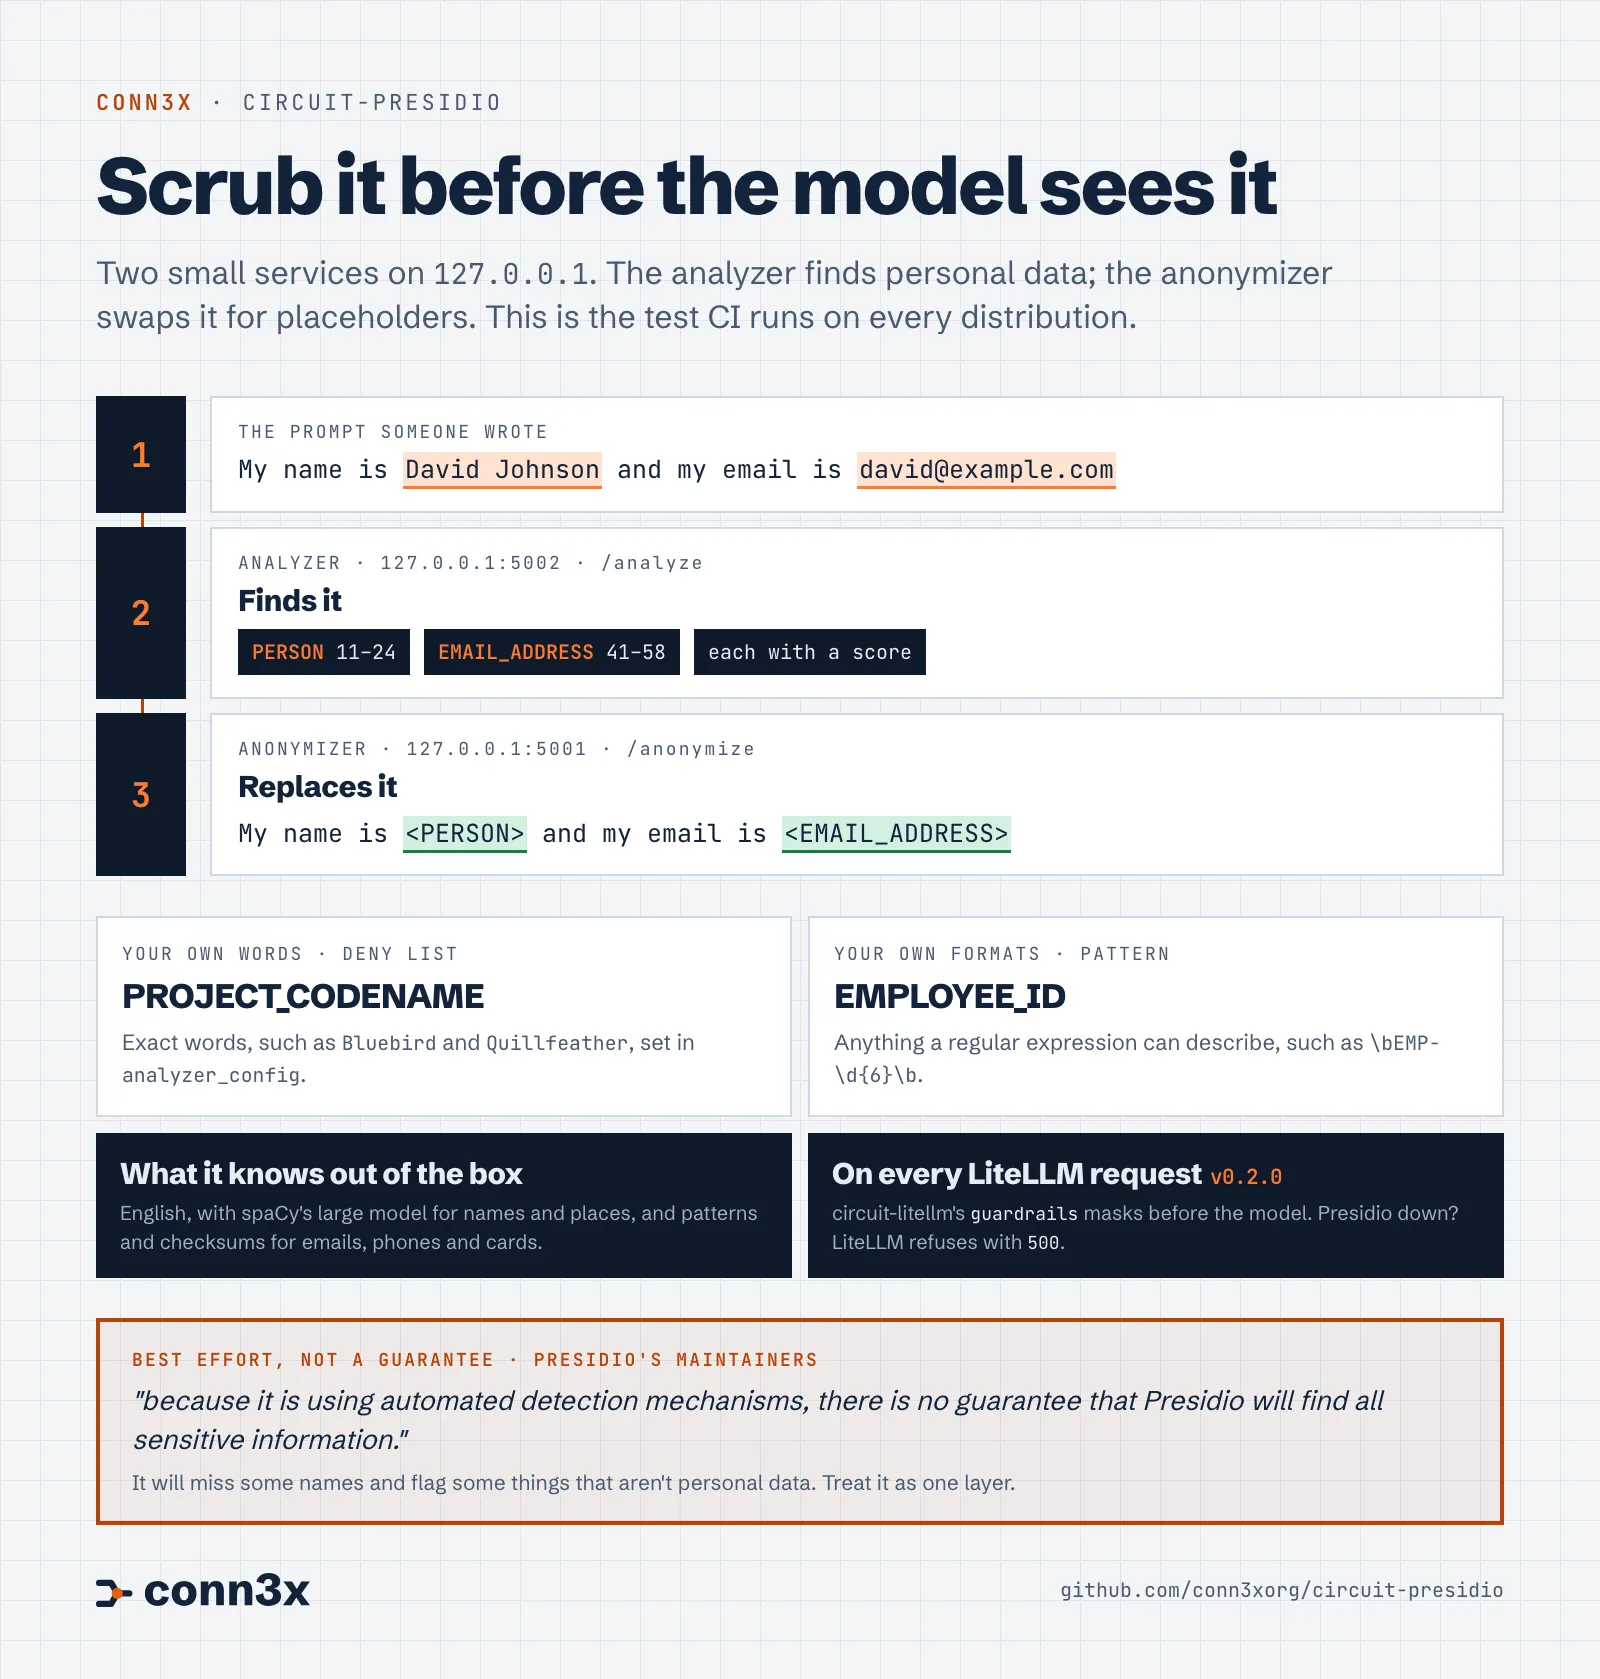 CONN3X · CIRCUIT-PRESIDIO
Scrub it before the model sees it
Two small services on 127.0.0.1. The analyzer finds personal data; the anonymizer
swaps it for placeholders. This is the test CI runs on every distribution.
1
THE PROMPT SOMEONE WROTE
My name is David Johnson and my email is david@example.com
2
ANALYZER · 127.0.0.1:5002 · /analyze
Finds it
PERSON 11–24 EMAIL_ADDRESS 41–58 each with a score
3
ANONYMIZER · 127.0.0.1:5001 · /anonymize
Replaces it
My name is <PERSON> and my email is <EMAIL_ADDRESS>
YOUR OWN WORDS · DENY LIST
PROJECT_CODENAME
Exact words, such as Bluebird and Quillfeather, set in
analyzer_config.
YOUR OWN FORMATS · PATTERN
EMPLOYEE_ID
Anything a regular expression can describe, such as \bEMP-
\d{6}\b.
What it knows out of the box
English, with spaCy's large model for names and places, and patterns
and checksums for emails, phones and cards.
On every LiteLLM request v0.2.0
circuit-litellm's guardrails masks before the model. Presidio down?
LiteLLM refuses with 500.
BEST EFFORT, NOT A GUARANTEE · PRESIDIO'S MAINTAINERS
"because it is using automated detection mechanisms, there is no guarantee that Presidio will find all
sensitive information."
It will miss some names and flag some things that aren't personal data. Treat it as one layer.
conn3x
github.com/conn3xorg/circuit-presidio